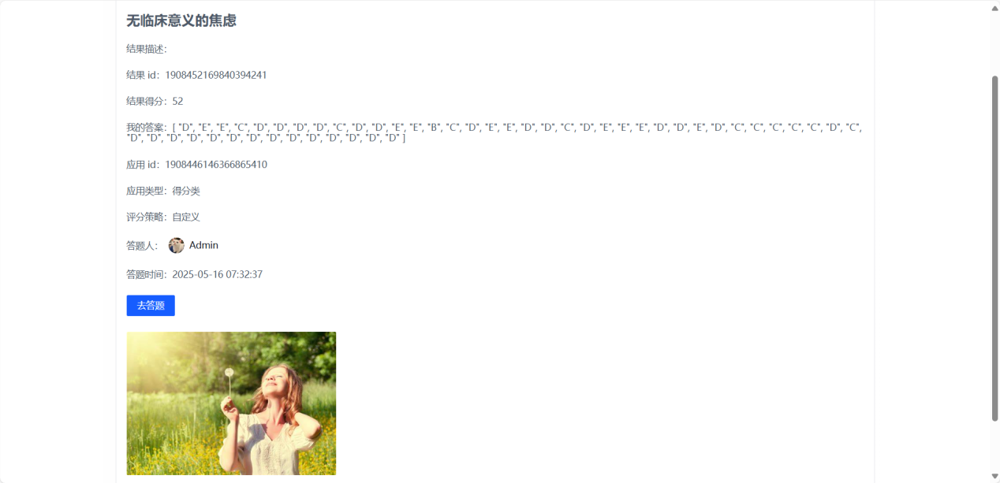 无临床意义的焦虑
结果描述：
结果 id：1908452169840394241
结果得分：52
我的答案：[ "D", "E", "E", "C", "D", "D", "D", "D", "C", "D", "D", "E", "E", "B", "C", "D", "E", "E", "D", "D", "C", "D", "E", "E", "E", "D", "D", "E", "D", "C", "C", "C", "C", "C", "D", "C",
"D", "D", "D", "D", "D", "D", "D", "D", "D", "D", "D", "D", "D", "D" ]
应用 id：1908446146366865410
应用类型：得分类
评分策略：自定义
答题人： Admin
答题时间：2025-05-16 07:32:37
去答题